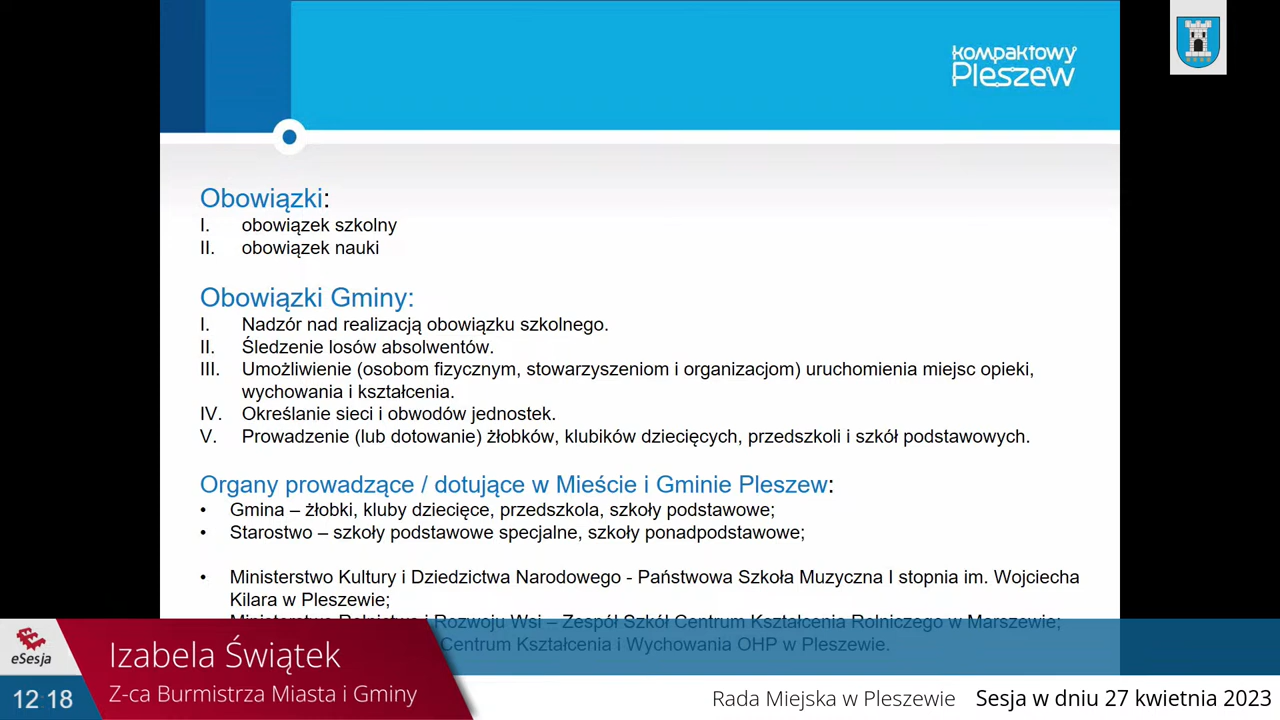 kompaktowy
Pleszew
Obowiązki:
I. obowiązek szkolny
II. obowiązek nauki
Obowiązki Gminy:
I. Nadzór nad realizacją obowiązku szkolnego.
II. Śledzenie losów absolwentów.
III. Umożliwienie (osobom fizycznym, stowarzyszeniom i organizacjom) uruchomienia miejsc opieki,
wychowania i kształcenia.
IV. Określanie sieci i obwodów jednostek.
V. Prowadzenie (lub dotowanie) żłobków, klubików dziecięcych, przedszkoli i szkół podstawowych.
Organy prowadzące / dotujące w Mieście i Gminie Pleszew:
• Gmina – żłobki, kluby dziecięce, przedszkola, szkoły podstawowe;
• Starostwo – szkoły podstawowe specjalne, szkoły ponadpodstawowe;
• Ministerstwo Kultury i Dziedzictwa Narodowego - Państwowa Szkoła Muzyczna I stopnia im. Wojciecha
Kilara w Pleszewie;
Ministerstwo Rolnictwa i Rozwoju Wsi – Zespół Szkół Centrum Kształcenia Rolniczego w Marszewie;
Centrum Kształcenia i Wychowania OHP w Pleszewie.
eSesja
Izabela Świątek
Z-ca Burmistrza Miasta i Gminy
12:18
Rada Miejska w Pleszewie Sesja w dniu 27 kwietnia 2023